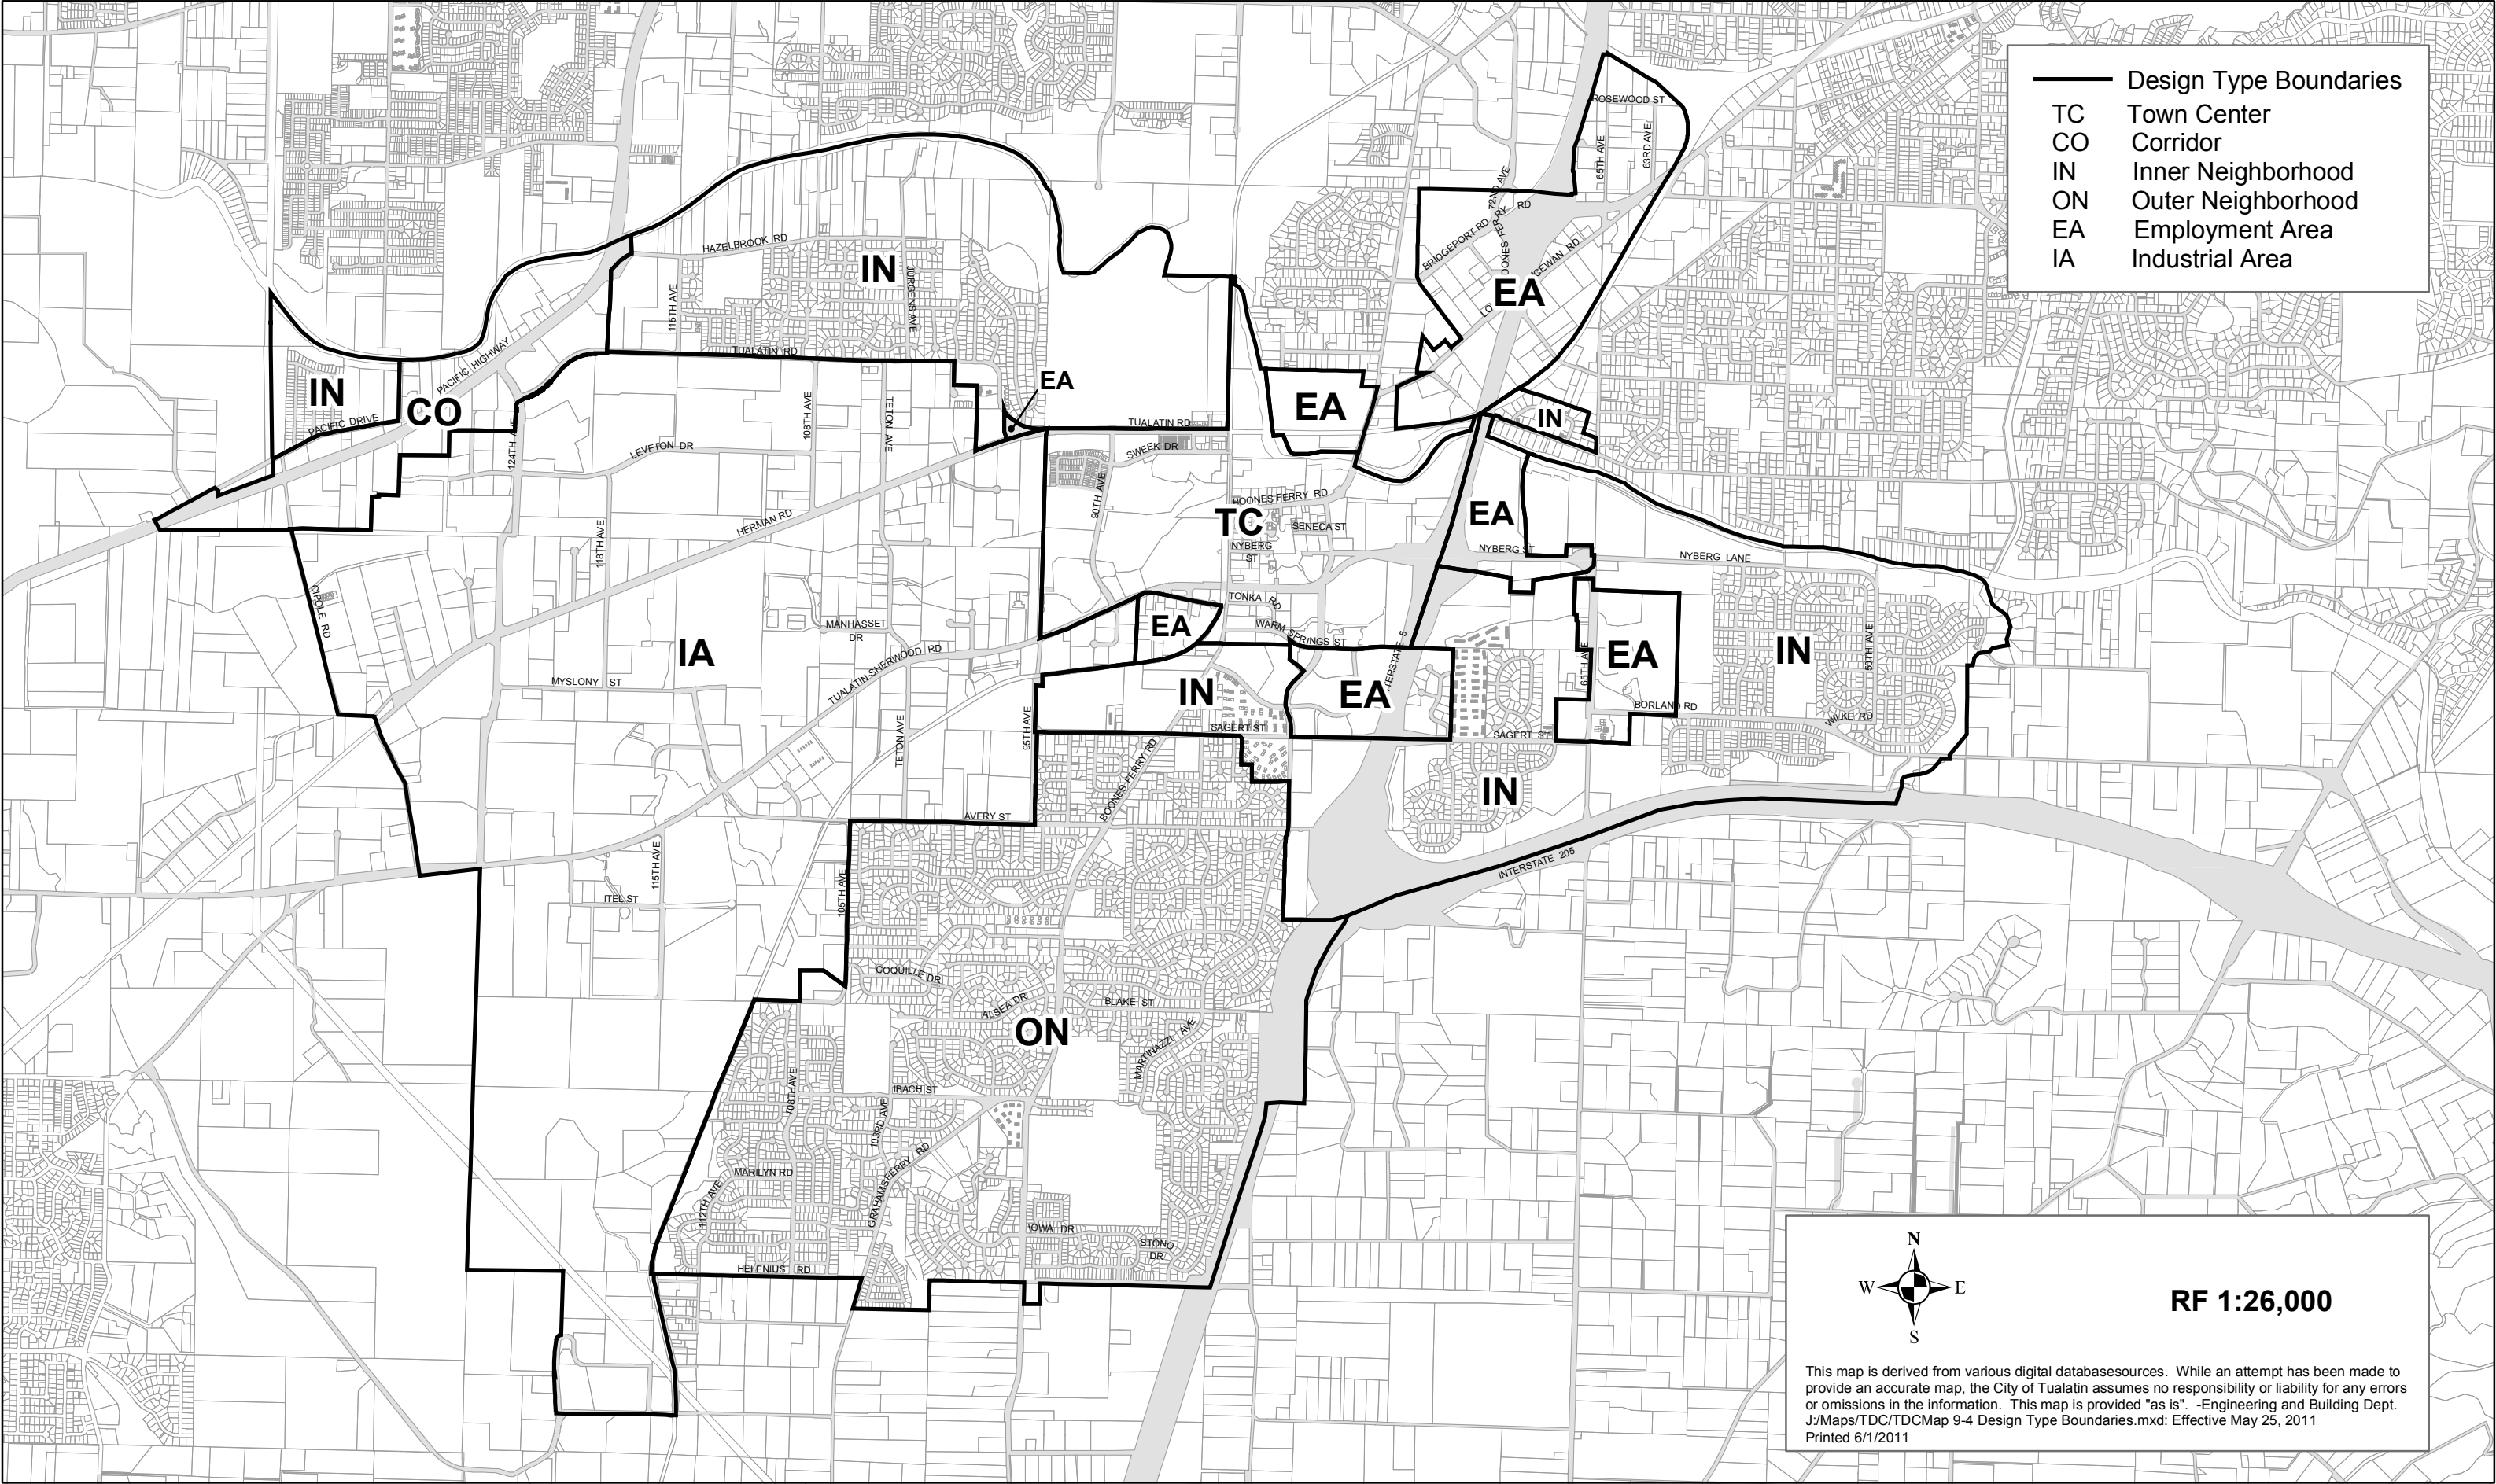 Design Type Boundaries
TC Town Center
CO Corridor
IN Inner Neighborhood
ON Outer Neighborhood
EA Employment Area
IA Industrial Area
ROSEWOOD ST
65TH AVE
63RD AVE
72ND AVE
BRIDGEPORT RD
RD
EA
HAZELBROOK RD
IN
JURGENS AVE
115TH AVE
TUALATIN RD
PACIFIC HIGHWAY
IN
CO
PACIFIC DRIVE
EA
EA
IN
TUALATIN RD
SWEEK DR
108TH AVE
TETON AVE
LEVETON DR
124TH AVE
90TH AVE
BOONES FERRY RD
TC
SENECA ST
NYBERG
ST
EA
NYBERG ST
NYBERG LANE
HERMAN RD
118TH AVE
CIPOLE RD
TONKA RD
WARM SPRINGS ST
EA
MANHASSET
DR
IA
TUALATIN-SHERWOOD RD
MYSLONY ST
IN
EA
EA
IN
50TH AVE
65TH AVE
BORLAND RD
WILKE RD
SAGERT ST
SAGERT ST
95TH AVE
TETON AVE
BOONES FERRY RD
IN
AVERY ST
INTERSTATE 205
115TH AVE
ITEL ST
105TH AVE
COQUILLE DR
ALSEA DR
BLAKE ST
ON
MARTINAZZI AVE
IBACH ST
108TH AVE
103RD AVE
GRAHAMS FERRY RD
MARILYN RD
112TH AVE
IOWA DR
STONO
DR
HELENIUS RD
N
W E
S
RF 1:26,000
This map is derived from various digital databasesources. While an attempt has been made to
provide an accurate map, the City of Tualatin assumes no responsibility or liability for any errors
or omissions in the information. This map is provided "as is". -Engineering and Building Dept.
J:/Maps/TDC/TDCMap 9-4 Design Type Boundaries.mxd: Effective May 25, 2011
Printed 6/1/2011